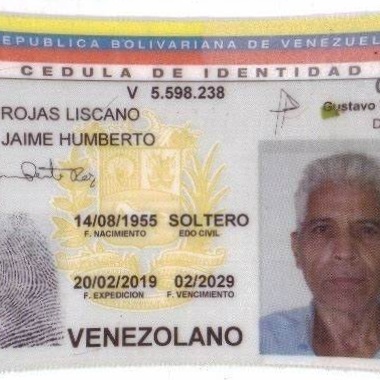 REPUBLICA BOLIVARIANA DE VENEZUEL
CEDULA DE IDENTIDAD
V 5.598.238
ROJAS LISCANO
Gustavo
JAIME HUMBERTO
14/08/1955 SOLTERO
F. NACIMIENTO EDO CIVIL
20/02/2019 02/2029
F. EXPEDICION F. VENCIMIENTO
VENEZOLANO